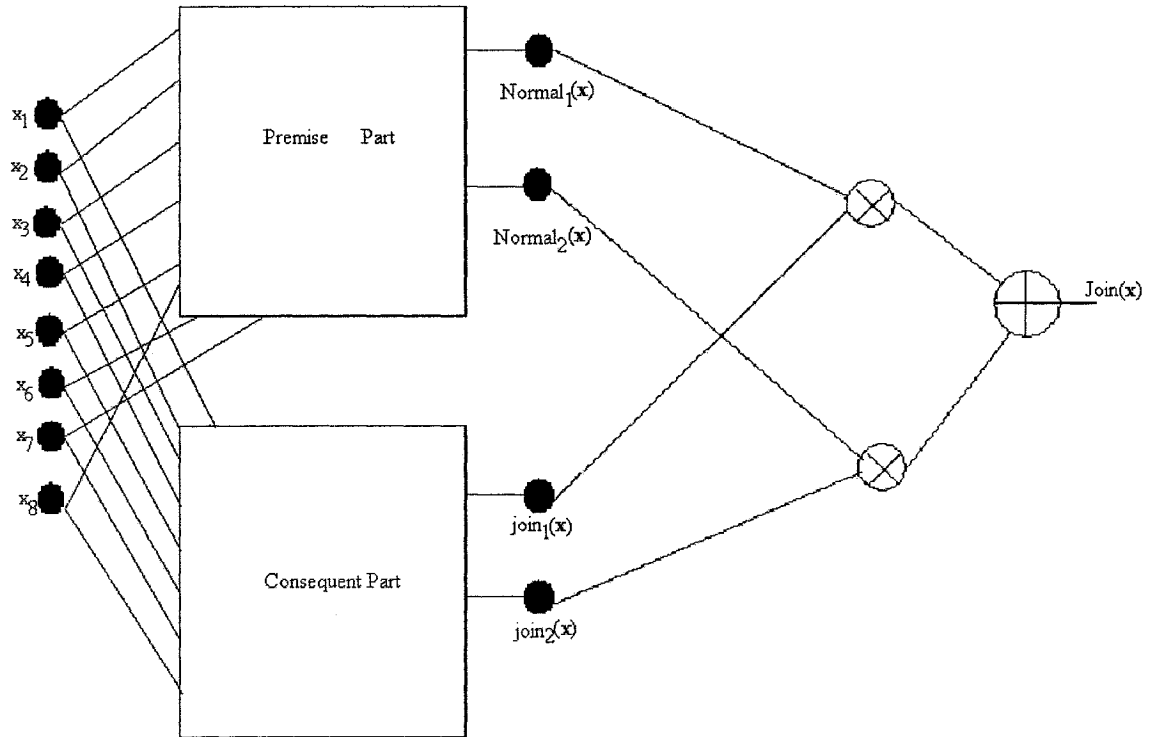 x1
x2
x3
x4
x5
x6
x7
x8
Premise Part
Normal1(x)
Normal2(x)
Join(x)
Consequent Part
join1(x)
join2(x)